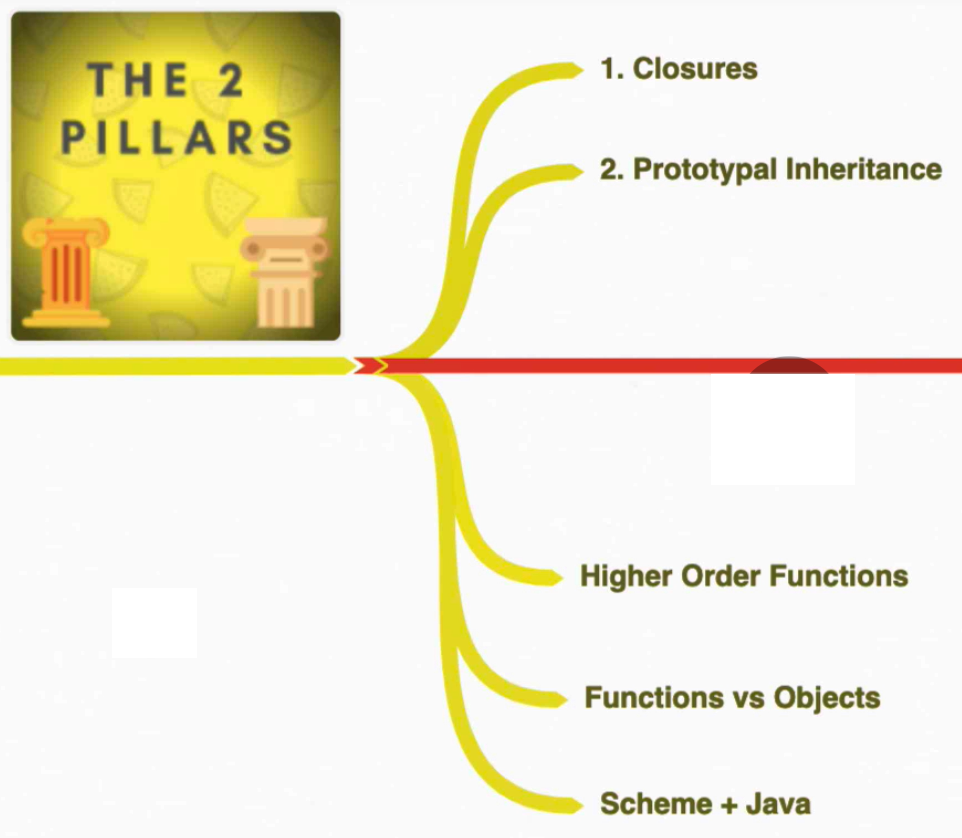 THE 2
PILLARS
1. Closures
2. Prototypal Inheritance
Higher Order Functions
Functions vs Objects
Scheme + Java